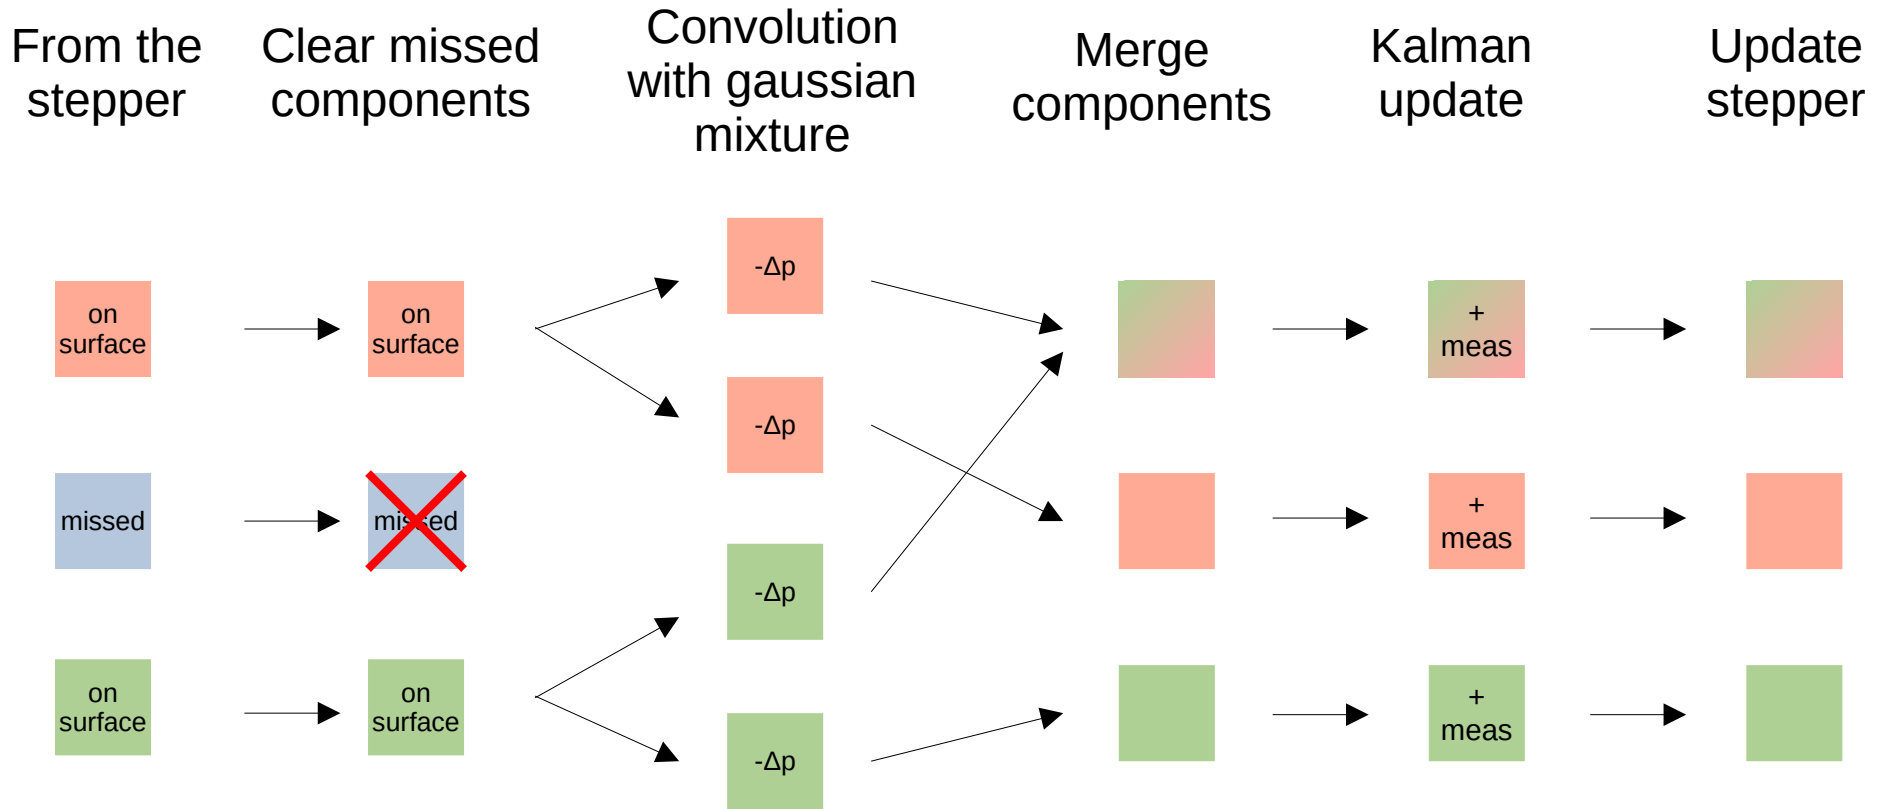 From the
stepper
Clear missed
components
Convolution
with gaussian
mixture
Merge
components
Kalman
update
Update
stepper
on
surface
on
surface
-Δp
+
meas
-Δp
missed
missed
+
meas
-Δp
on
surface
on
surface
+
meas
-Δp